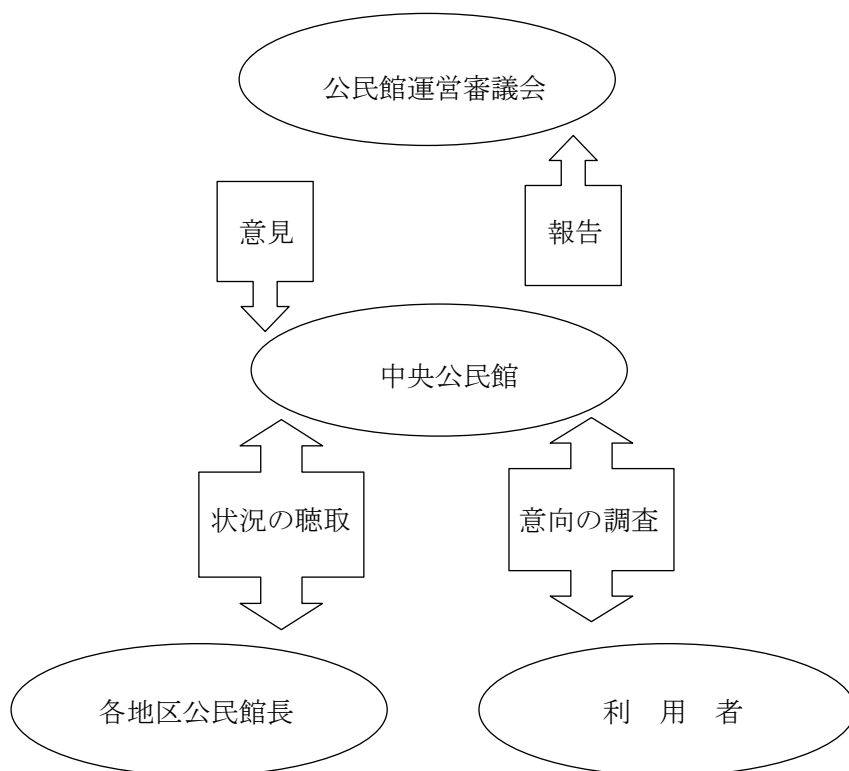 公民館運営審議会
意見
報告
中央公民館
状況の聴取
意向の調査
各地区公民館長
利　用　者